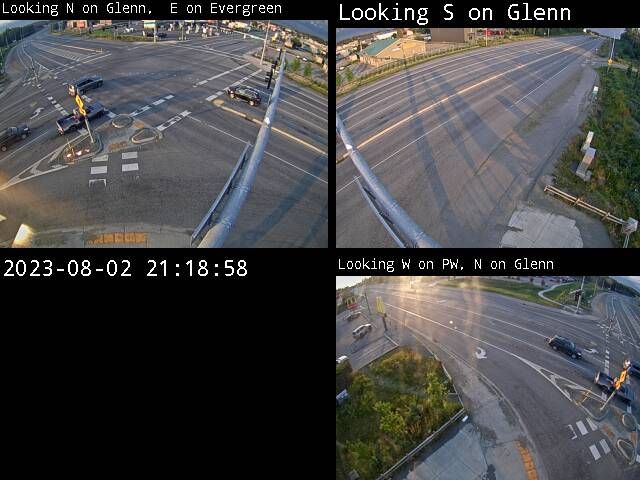 Looking N on Glenn,  E on Evergreen
Looking S on Glenn
2023-08-02 21:18:58
Looking W on PW, N on Glenn